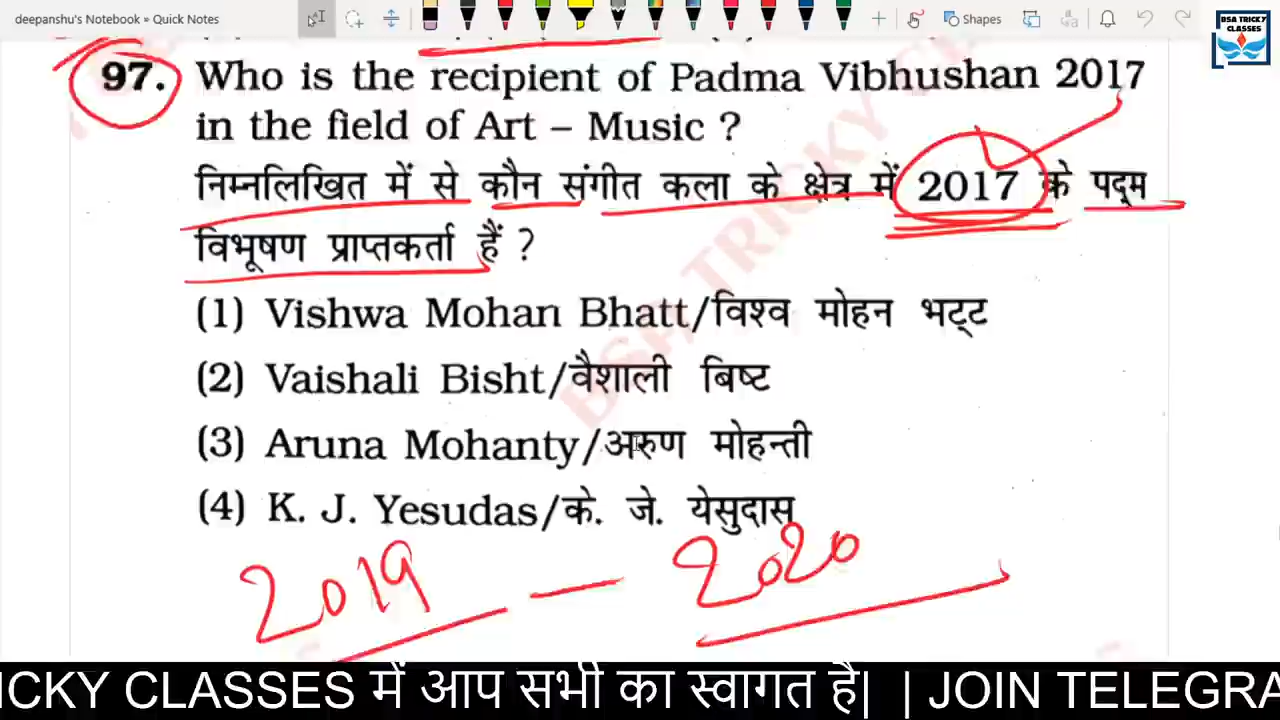 deepanshu's Notebook » Quick Notes
Shapes
BSA TRICKY
CLASSES
97. Who is the recipient of Padma Vibhushan 2017
in the field of Art – Music ?
निम्नलिखित में से कौन संगीत कला के क्षेत्र में 2017 के पद्म
विभूषण प्राप्तकर्ता हैं ?
(1) Vishwa Mohan Bhatt/विश्व मोहन भट्ट
(2) Vaishali Bisht/वैशाली बिष्ट
(3) Aruna Mohanty/अरुण मोहन्ती
(4) K. J. Yesudas/के. जे. येसुदास
2019 — 2020
BSA TRICKY
ICKY CLASSES में आप सभी का स्वागत है| | JOIN TELEGRA